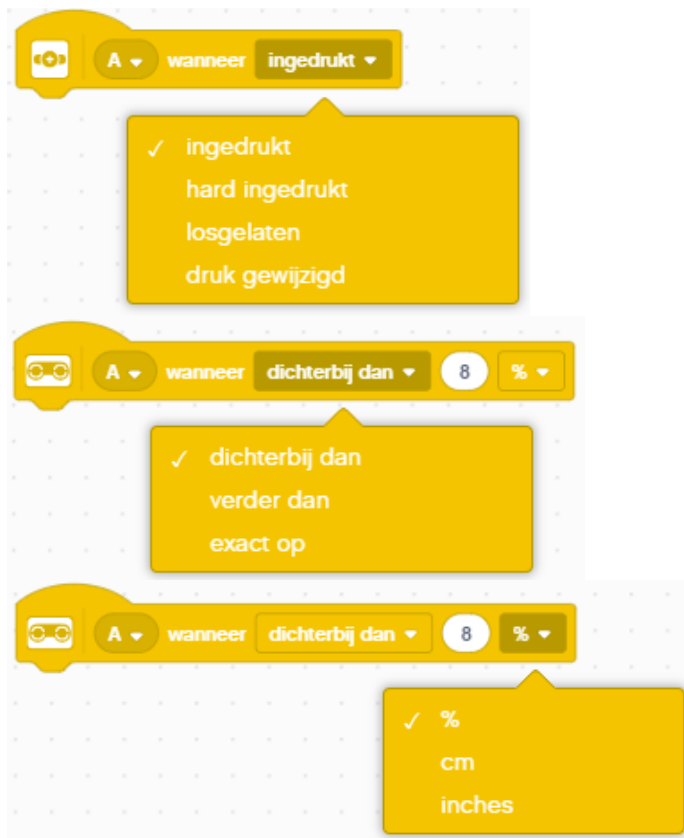 A wanneer ingedrukt
✓ ingedrukt
hard ingedrukt
losgelaten
druk gewijzigd
A wanneer dichterbij dan 8 %
✓ dichterbij dan
verder dan
exact op
A wanneer dichterbij dan 8 %
✓ %
cm
inches